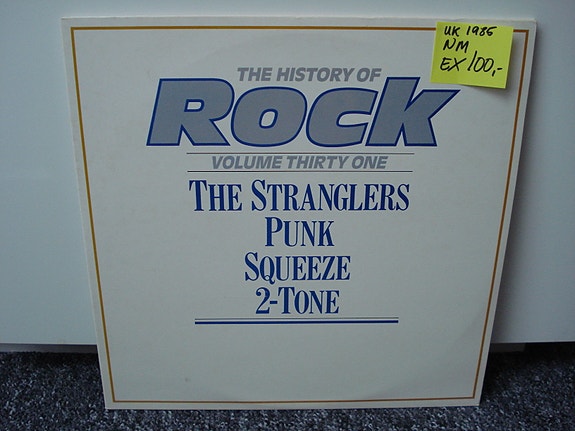 UK 1985
NM
EX 100,-
THE HISTORY OF
ROCK
VOLUME THIRTY ONE
THE STRANGLERS
PUNK
SQUEEZE
2-TONE